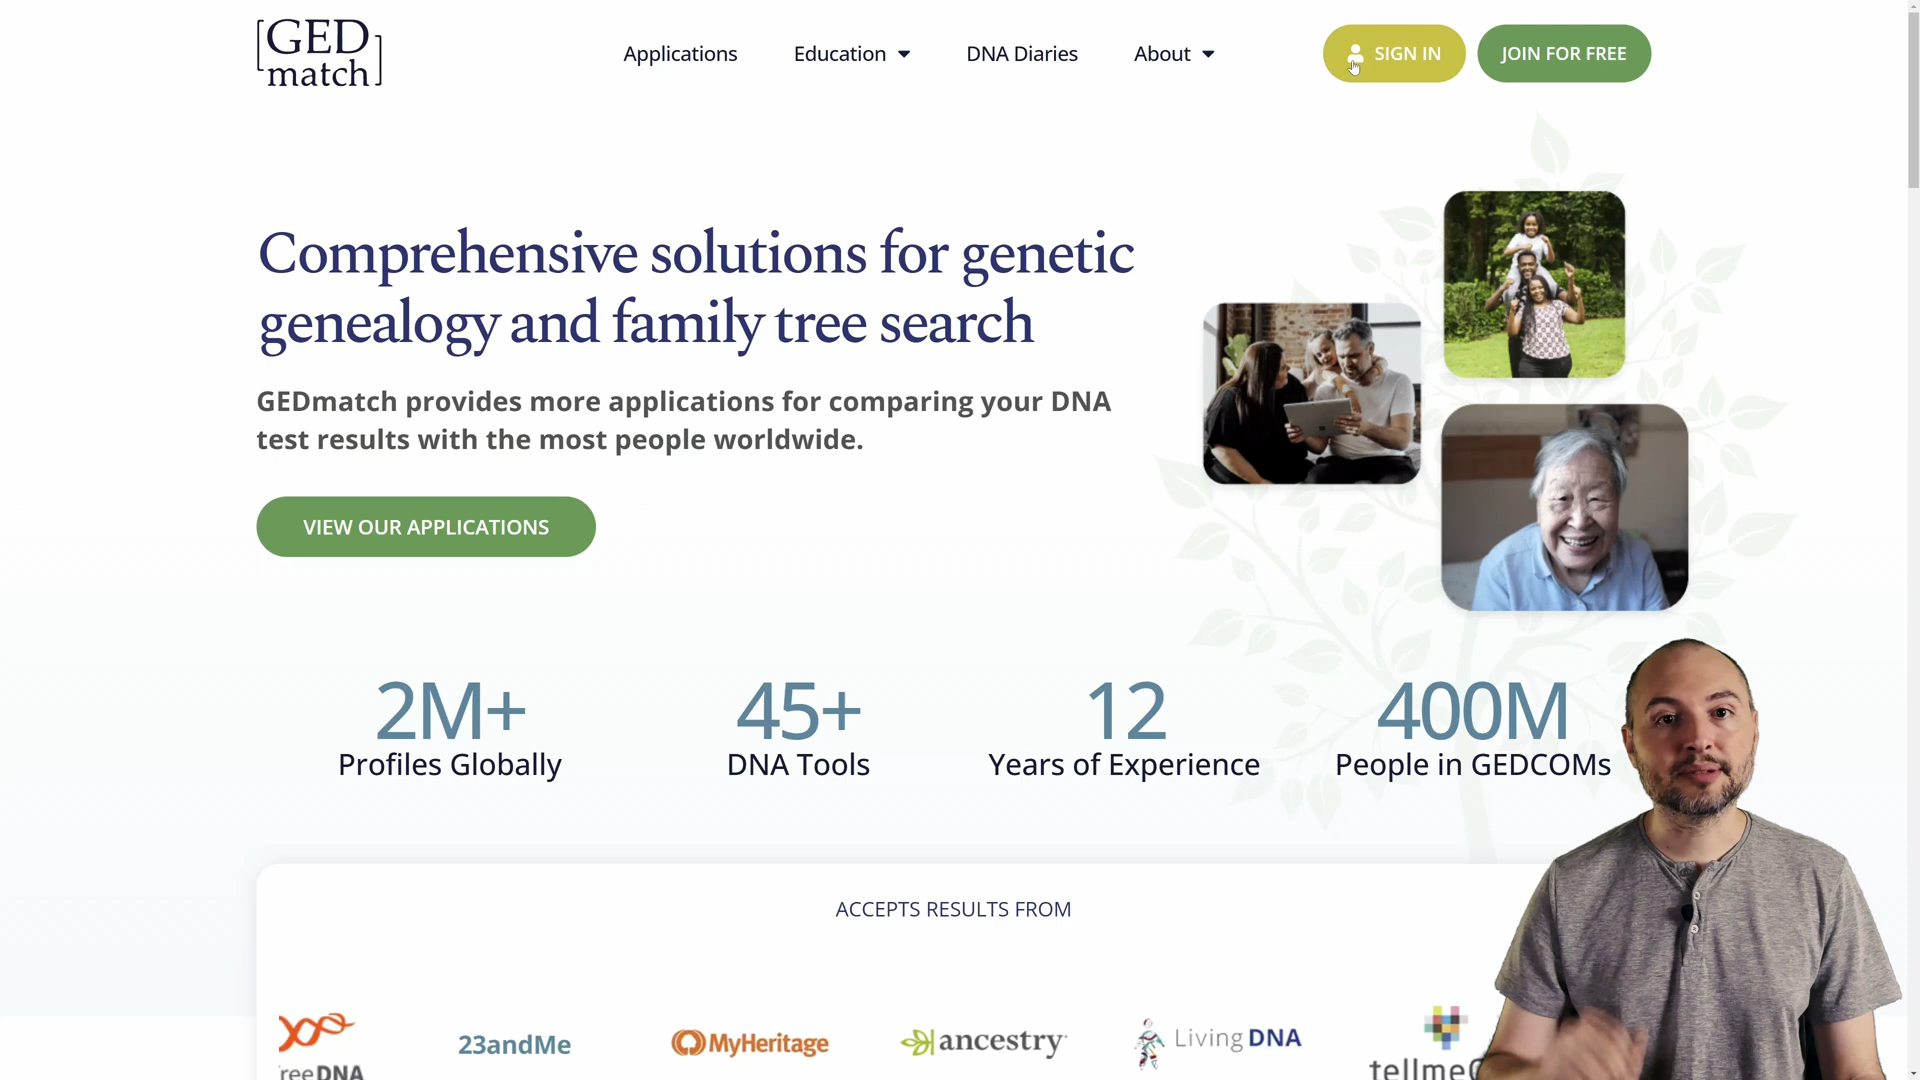 GED
match
Applications
Education
DNA Diaries
About
SIGN IN
JOIN FOR FREE
Comprehensive solutions for genetic
genealogy and family tree search
GEDmatch provides more applications for comparing your DNA
test results with the most people worldwide.
VIEW OUR APPLICATIONS
2M+
Profiles Globally
45+
DNA Tools
12
Years of Experience
400M
People in GEDCOMs
ACCEPTS RESULTS FROM
reeDNA
23andMe
MyHeritage
ancestry
Living DNA
tellme